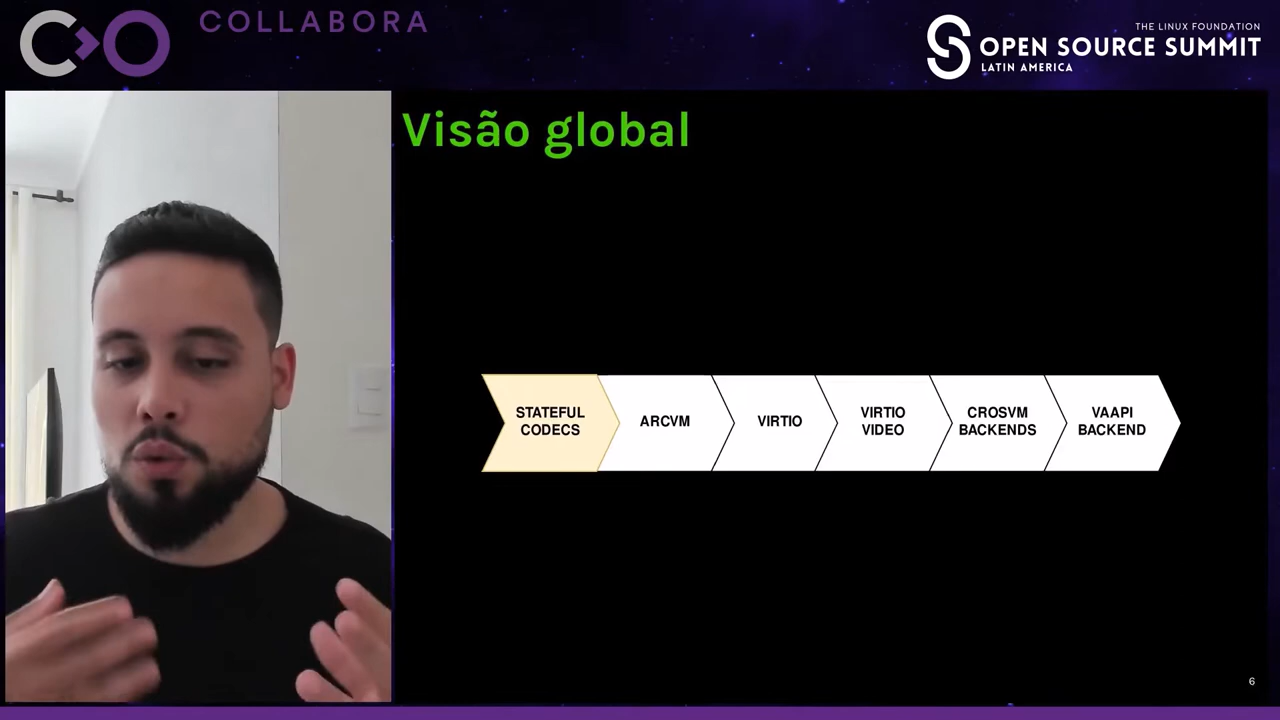 COLLABORA
THE LINUX FOUNDATION
OPEN SOURCE SUMMIT
LATIN AMERICA
Visão global
STATEFUL
CODECS
ARCVM
VIRTIO
VIRTIO
VIDEO
CROSVM
BACKENDS
VAAPI
BACKEND
6